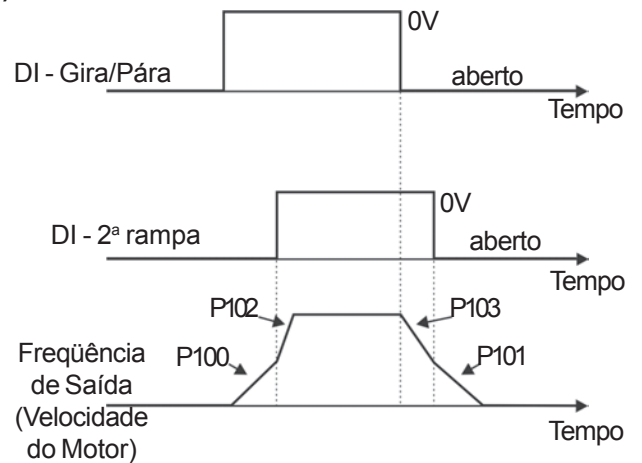 )
0V
DI - Gira/Pára
aberto
Tempo
0V
DI - 2ª rampa
aberto
Tempo
P102
P103
Freqüência
de Saída
(Velocidade
do Motor)
P100
P101
Tempo